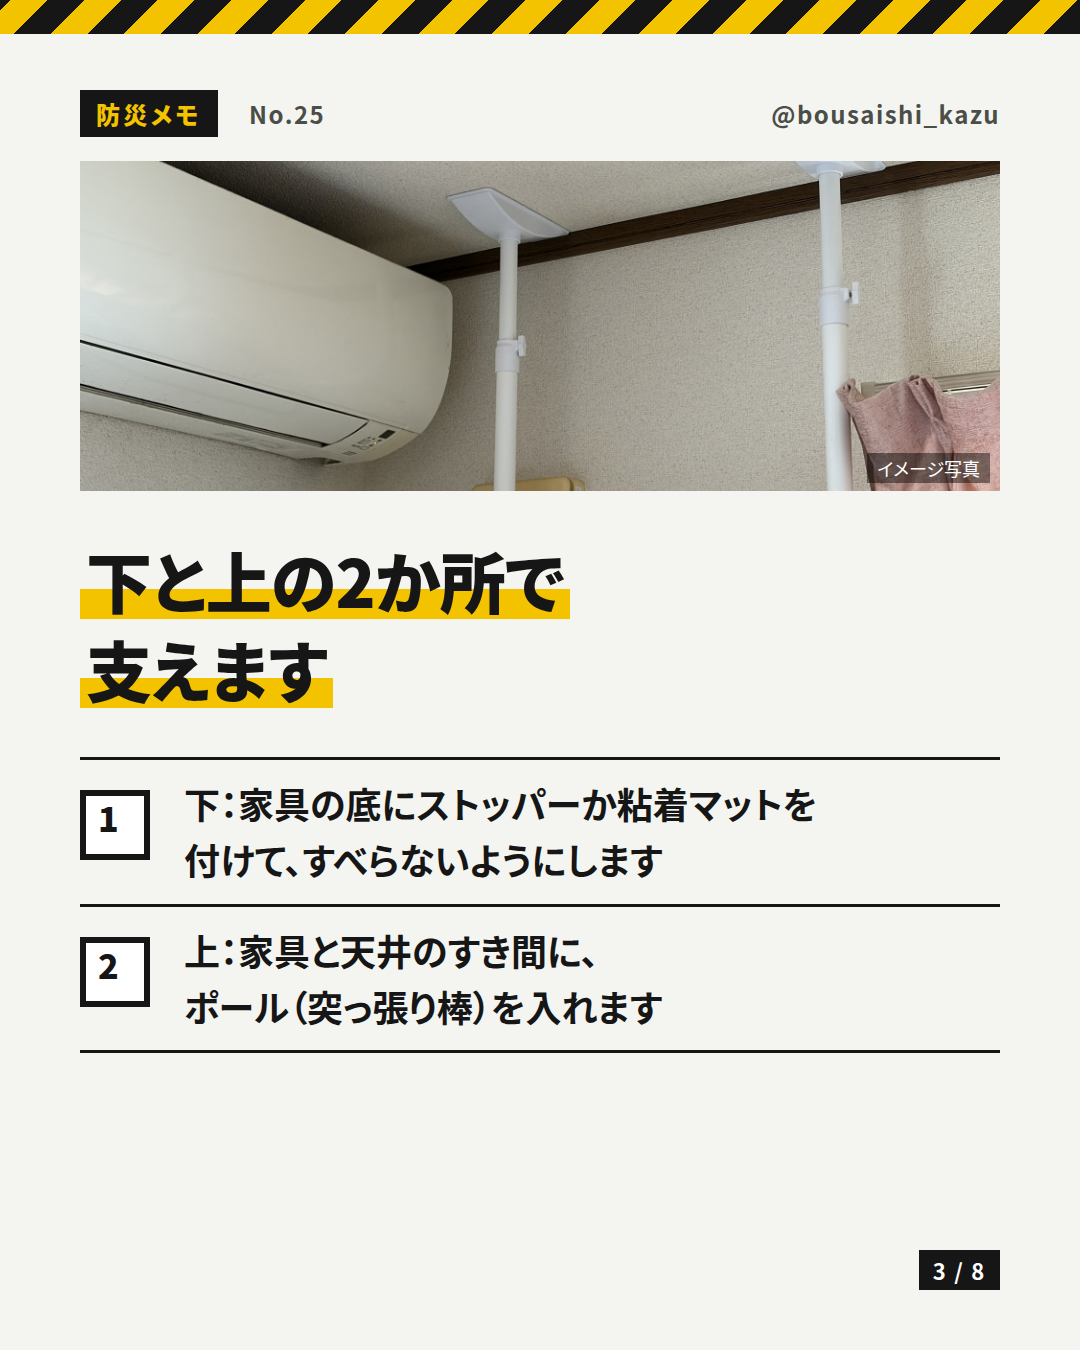 防災メモ No.25 @bousaishi_kazu
イメージ写真
下と上の2か所で
支えます
1 下：家具の底にストッパーか粘着マットを
付けて、すべらないようにします
2 上：家具と天井のすき間に、
ポール（突っ張り棒）を入れます
3 / 8